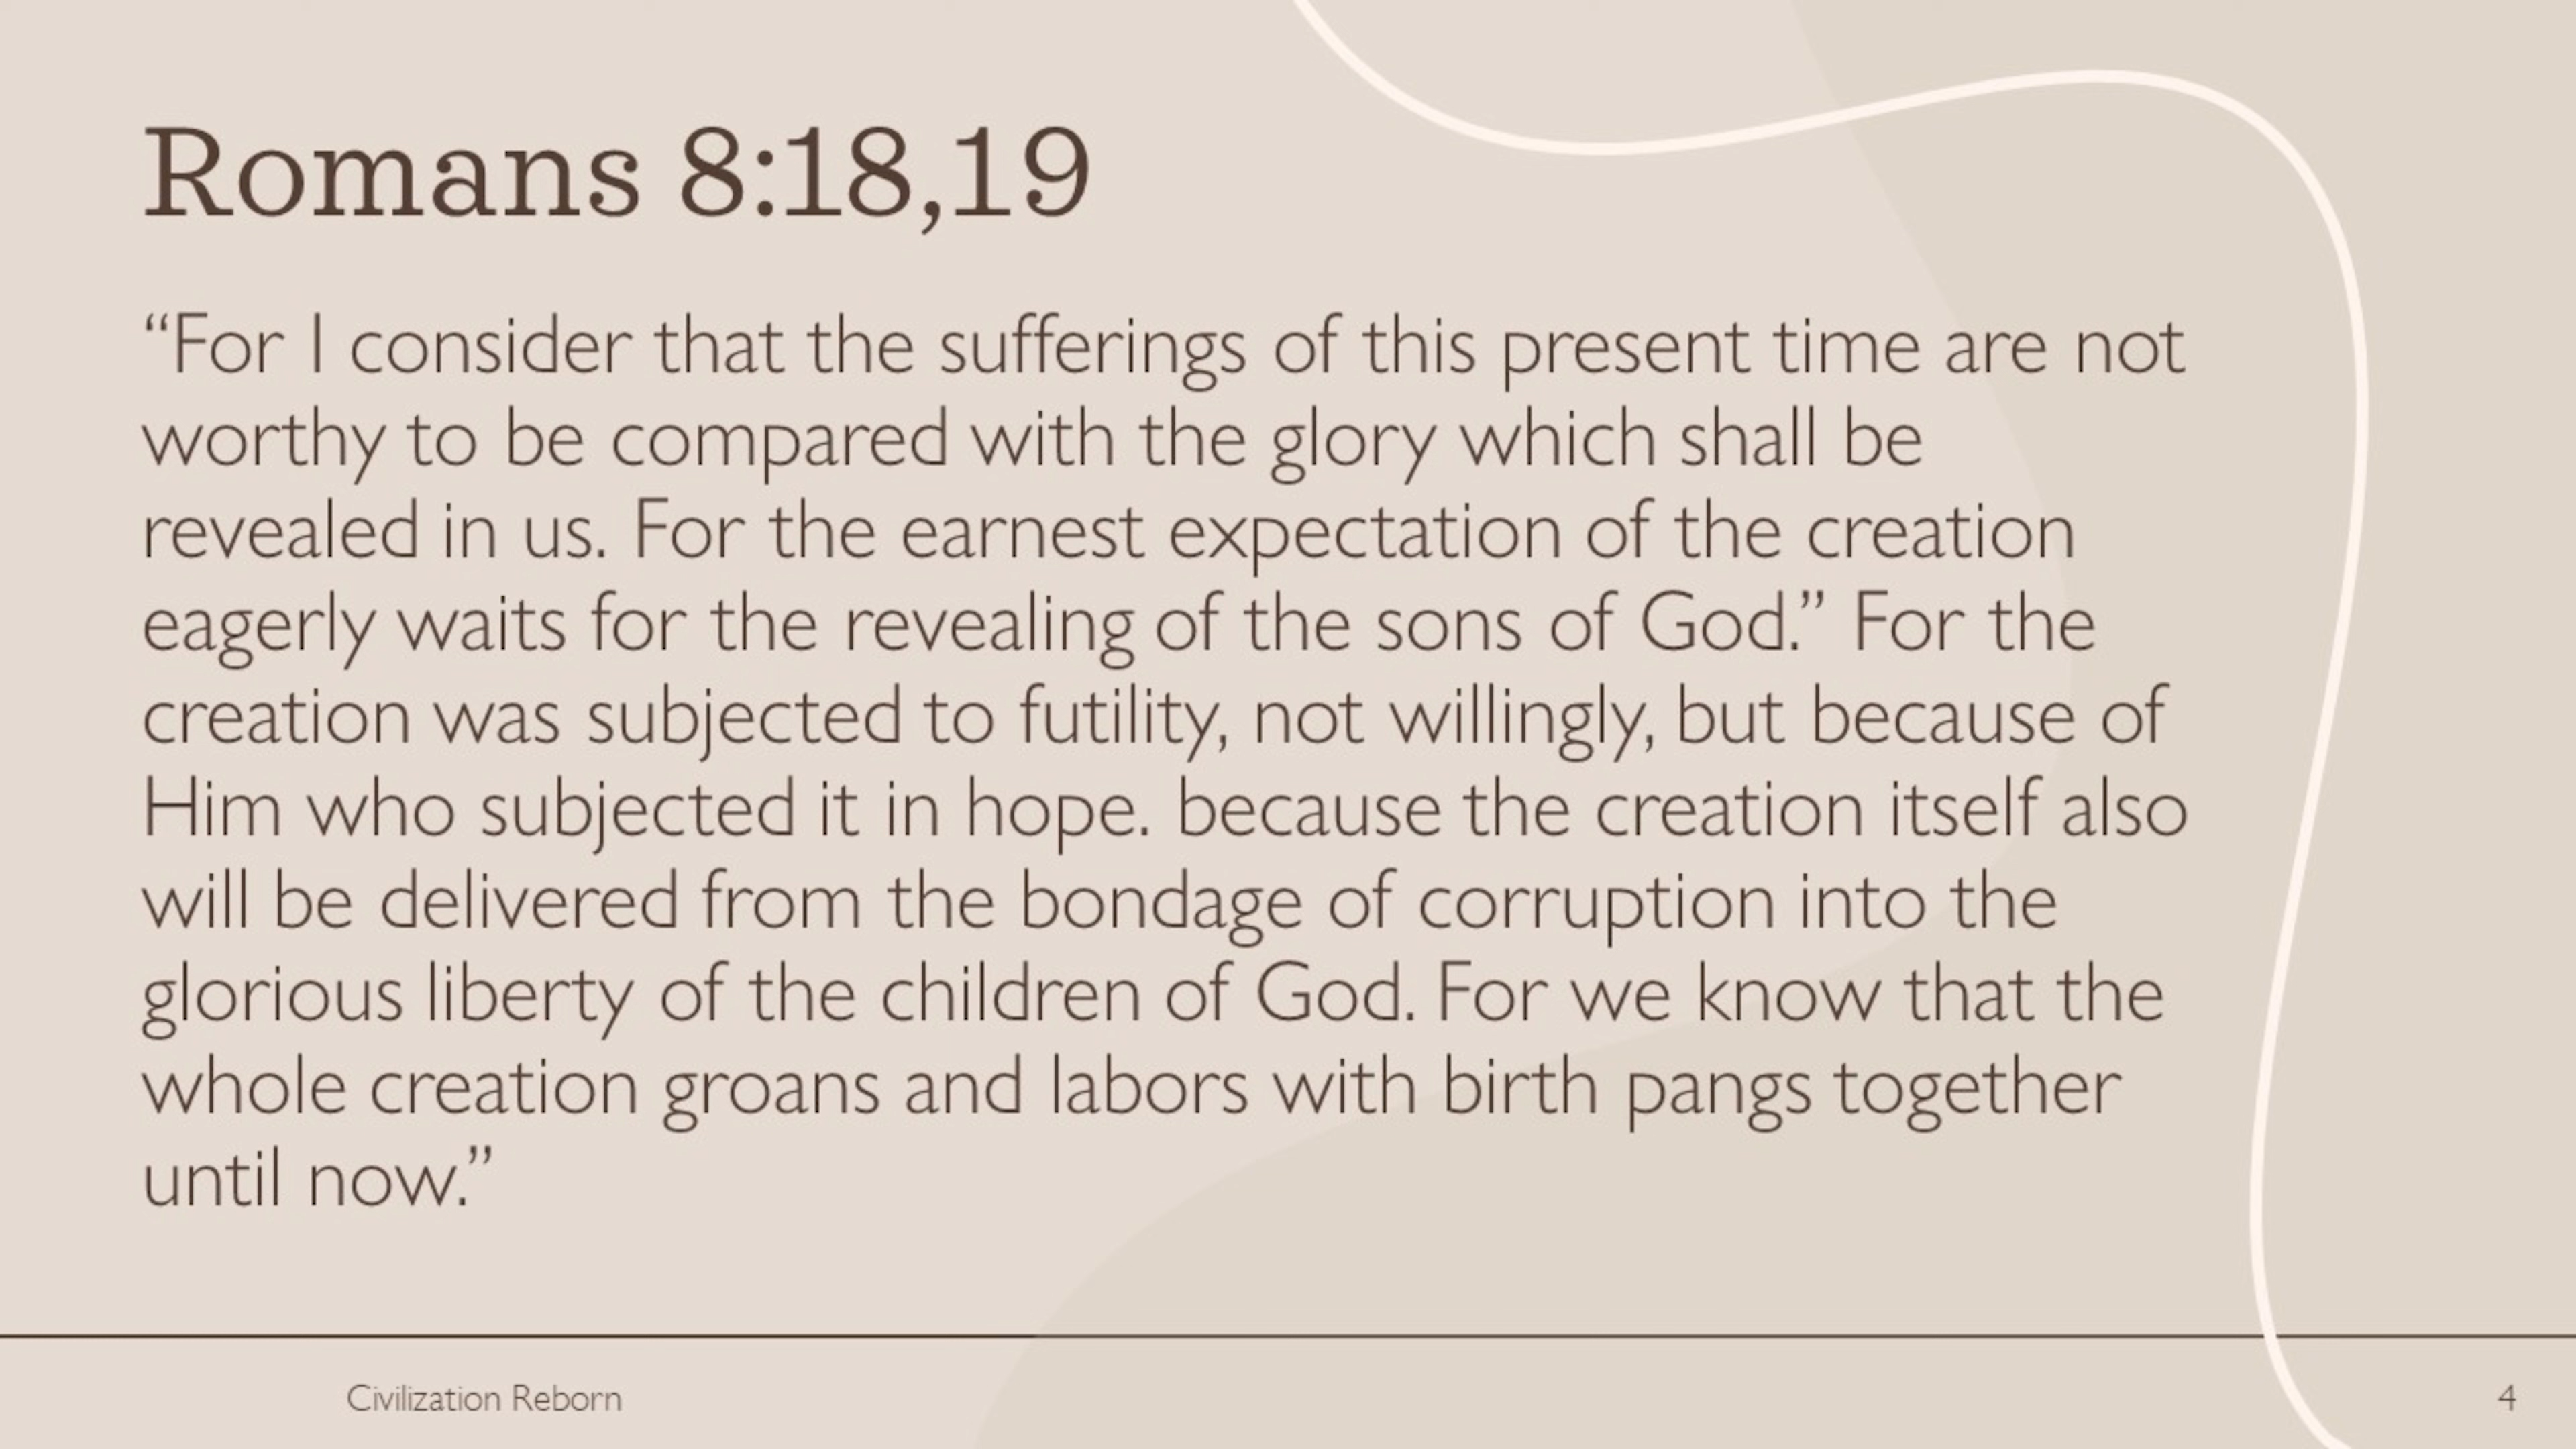 Romans 8:18,19
“For I consider that the sufferings of this present time are not
worthy to be compared with the glory which shall be
revealed in us. For the earnest expectation of the creation
eagerly waits for the revealing of the sons of God.” For the
creation was subjected to futility, not willingly, but because of
Him who subjected it in hope. because the creation itself also
will be delivered from the bondage of corruption into the
glorious liberty of the children of God. For we know that the
whole creation groans and labors with birth pangs together
until now.”
Civilization Reborn
4